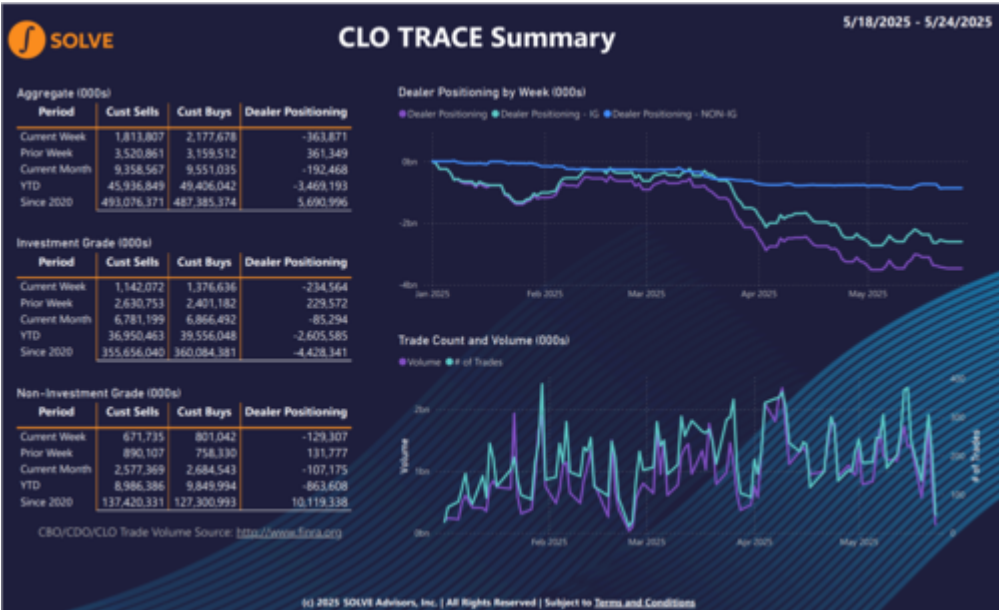 SOLVE
CLO TRACE Summary
5/18/2025 - 5/24/2025
Aggregate (000s)
Period Cust Sells Cust Buys Dealer Positioning
Current Week 1,813,807 2,177,678 -363,871
Prior Week 3,520,861 3,159,512 361,349
Current Month 9,358,567 9,551,035 -192,468
YTD 45,936,849 49,406,042 -3,469,193
Since 2020 493,076,371 487,385,374 5,690,996
Investment Grade (000s)
Period Cust Sells Cust Buys Dealer Positioning
Current Week 1,142,072 1,376,636 -234,564
Prior Week 2,630,753 2,401,182 229,572
Current Month 6,781,199 6,866,492 -85,294
YTD 36,950,463 39,556,048 -2,605,585
Since 2020 355,656,040 360,084,381 -4,428,341
Non-Investment Grade (000s)
Period Cust Sells Cust Buys Dealer Positioning
Current Week 671,735 801,042 -129,307
Prior Week 890,107 758,330 131,777
Current Month 2,577,369 2,684,543 -107,175
YTD 8,986,386 9,849,994 -863,608
Since 2020 137,420,331 127,300,993 10,119,338
CBO/CDO/CLO Trade Volume Source: http://www.finra.org
Dealer Positioning by Week (000s)
Dealer Positioning Dealer Positioning - IG Dealer Positioning - NON-IG
0bn
-2bn
-4bn
Jan 2025 Feb 2025 Mar 2025 Apr 2025 May 2025
Trade Count and Volume (000s)
Volume # of Trades
Volume
2bn
1bn
0bn
400
300
200
100
0
# of Trades
Feb 2025 Mar 2025 Apr 2025 May 2025
(c) 2025 SOLVE Advisors, Inc. | All Rights Reserved | Subject to Terms and Conditions